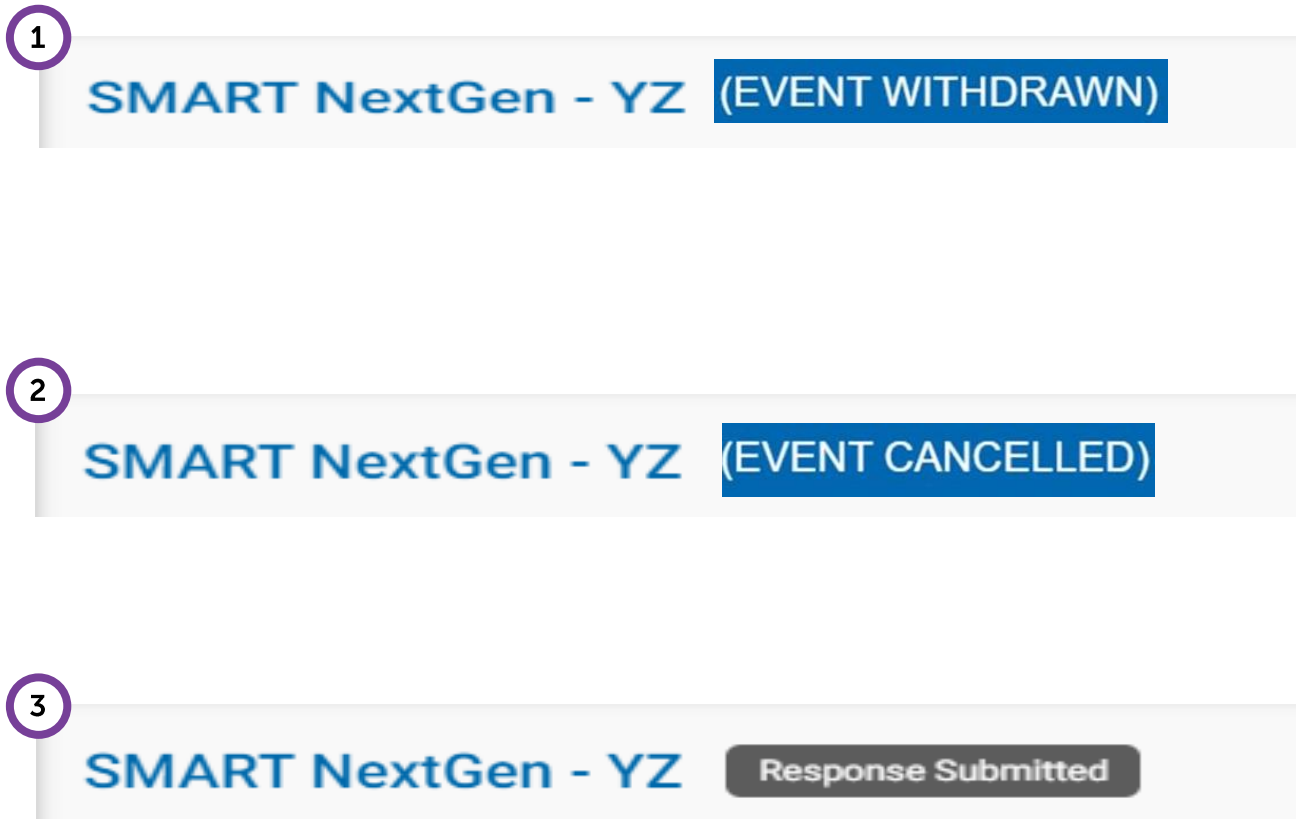 1
SMART NextGen - YZ (EVENT WITHDRAWN)
2
SMART NextGen - YZ (EVENT CANCELLED)
3
SMART NextGen - YZ Response Submitted